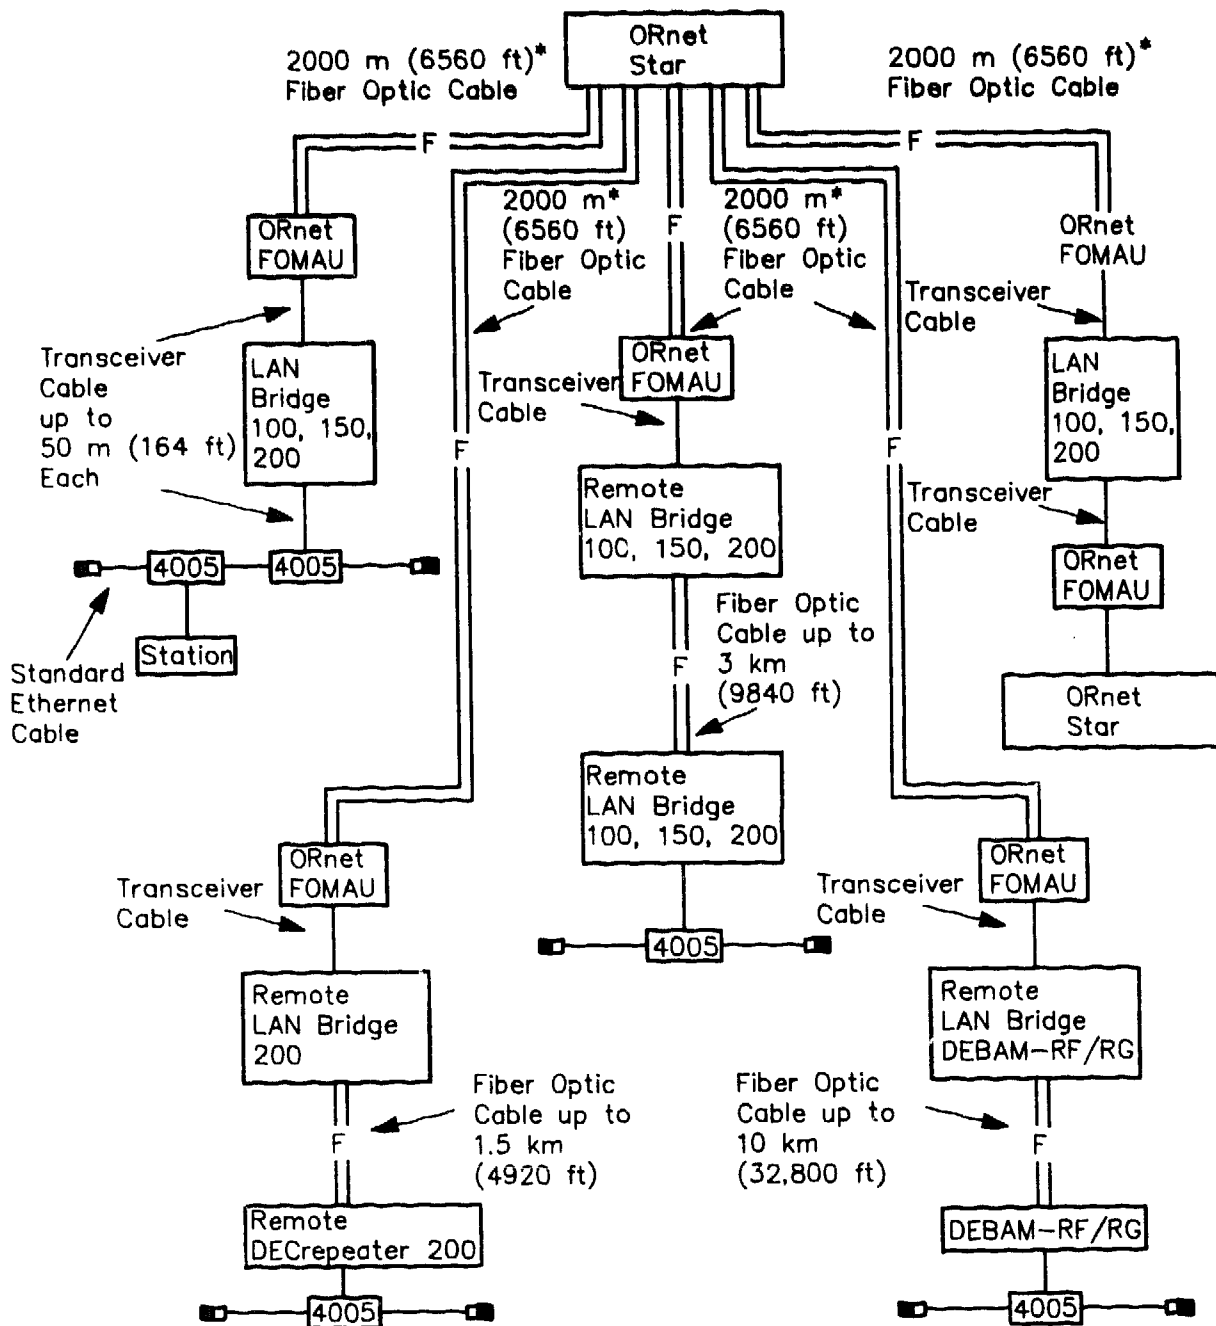 ORnet
Star
2000 m (6560 ft)*
Fiber Optic Cable
2000 m (6560 ft)*
Fiber Optic Cable
F
F
2000 m*
(6560 ft)
Fiber Optic
Cable
F
2000 m*
(6560 ft)
Fiber Optic
Cable
ORnet
FOMAU
ORnet
FOMAU
Transceiver
Cable
up to
50 m (164 ft)
Each
LAN
Bridge
100, 150,
200
ORnet
FOMAU
Transceiver
Cable
Transceiver
Cable
LAN
Bridge
100, 150,
200
F
F
Remote
LAN Bridge
10C, 150, 200
Transceiver
Cable
4005
4005
ORnet
FOMAU
Station
Standard
Ethernet
Cable
Fiber Optic
Cable up to
3 km
(9840 ft)
F
ORnet
Star
Remote
LAN Bridge
100, 150, 200
ORnet
FOMAU
Transceiver
Cable
4005
ORnet
FOMAU
Transceiver
Cable
Remote
LAN Bridge
200
Remote
LAN Bridge
DEBAM-RF/RG
Fiber Optic
Cable up to
1.5 km
(4920 ft)
F
Fiber Optic
Cable up to
10 km
(32,800 ft)
F
Remote
DECrepeater 200
DEBAM-RF/RG
4005
4005